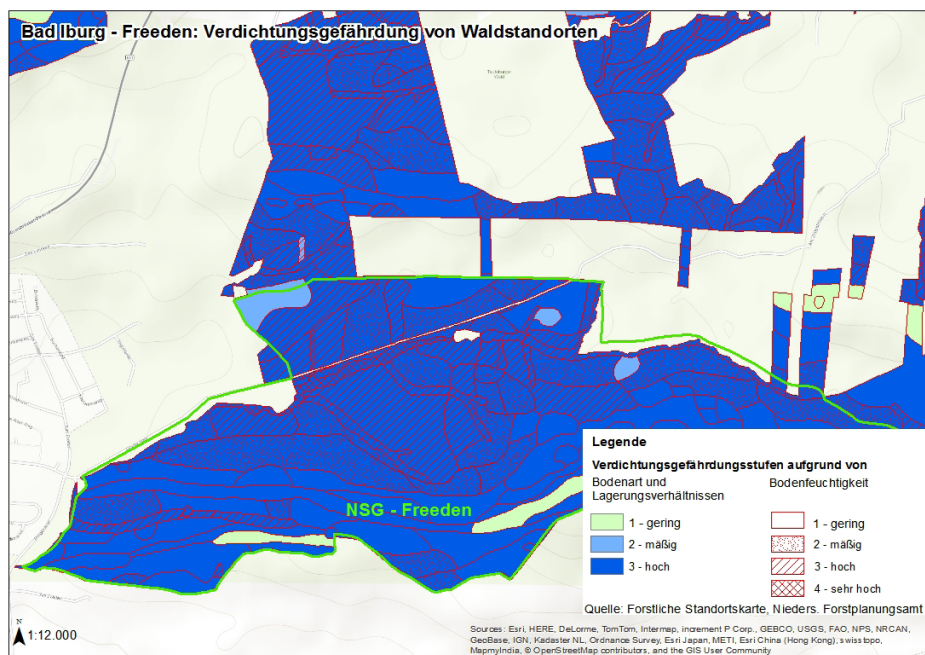 Bad Iburg - Freeden: Verdichtungsgefährdung von Waldstandorten
NSG - Freeden
Legende
Verdichtungsgefährdungsstufen aufgrund von
Bodenart und
Lagerungsverhältnissen
1 - gering
2 - mäßig
3 - hoch
Bodenfeuchtigkeit
1 - gering
2 - mäßig
3 - hoch
4 - sehr hoch
Quelle: Forstliche Standortskarte, Nieders. Forstplanungsamt
N
1:12.000
Sources: Esri, HERE, DeLorme, TomTom, Intermap, increment P Corp., GEBCO, USGS, FAO, NPS, NRCAN,
GeoBase, IGN, Kadaster NL, Ordnance Survey, Esri Japan, METI, Esri China (Hong Kong), swisstopo,
MapmyIndia, © OpenStreetMap contributors, and the GIS User Community